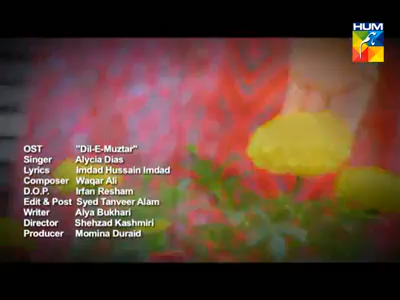 HUM
OST "Dil-E-Muztar"
Singer Alycia Dias
Lyrics Imdad Hussain Imdad
Composer Waqar Ali
D.O.P. Irfan Resham
Edit & Post Syed Tanveer Alam
Writer Alya Bukhari
Director Shehzad Kashmiri
Producer Momina Duraid